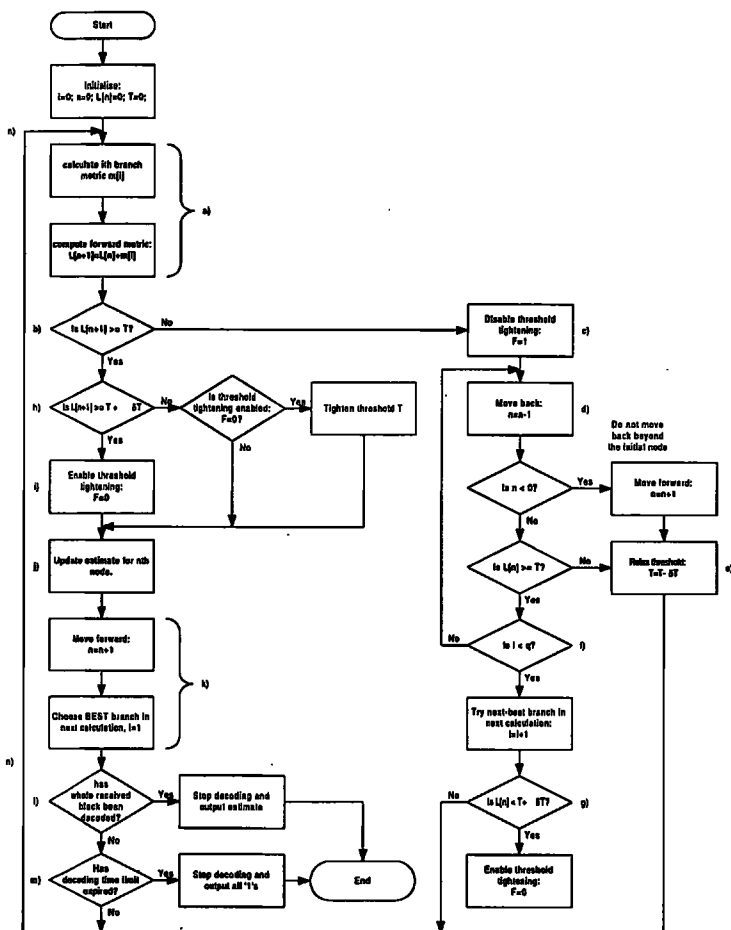 Start
Initialise:
i=0; n=0; L[n]=0; T=0;
n)
calculate ith branch
metric m[i]
a)
compute forward metric:
L[n+1]=L[n]+m[i]
b)
Is L[n+1] >= T?
No
Yes
Disable threshold
tightening:
F=1
c)
h)
Is L[n+1] >= T + δT
No
Yes
Is threshold
tightening enabled:
F=0?
Yes
No
Tighten threshold T
Move back:
n=n-1
d)
Do not move
back beyond
the initial node
i)
Enable threshold
tightening:
F=0
Is n < 0?
Yes
No
Move forward:
n=n+1
j)
Update estimate for nth
node.
Is L[n] >= T?
No
Yes
Relax threshold:
T=T- δT
e)
Move forward:
n=n+1
k)
No
Is i < q?
f)
Yes
Choose BEST branch in
next calculation, i=1
Try next-best branch in
next calculation:
i=i+1
n)
l)
has
whole received
block been
decoded?
Yes
No
Stop decoding and
output estimate
No
Is L[n] < T+ δT?
g)
Yes
m)
Has
decoding time limit
expired?
Yes
No
Stop decoding and
output all '1's
End
Enable threshold
tightening:
F=0